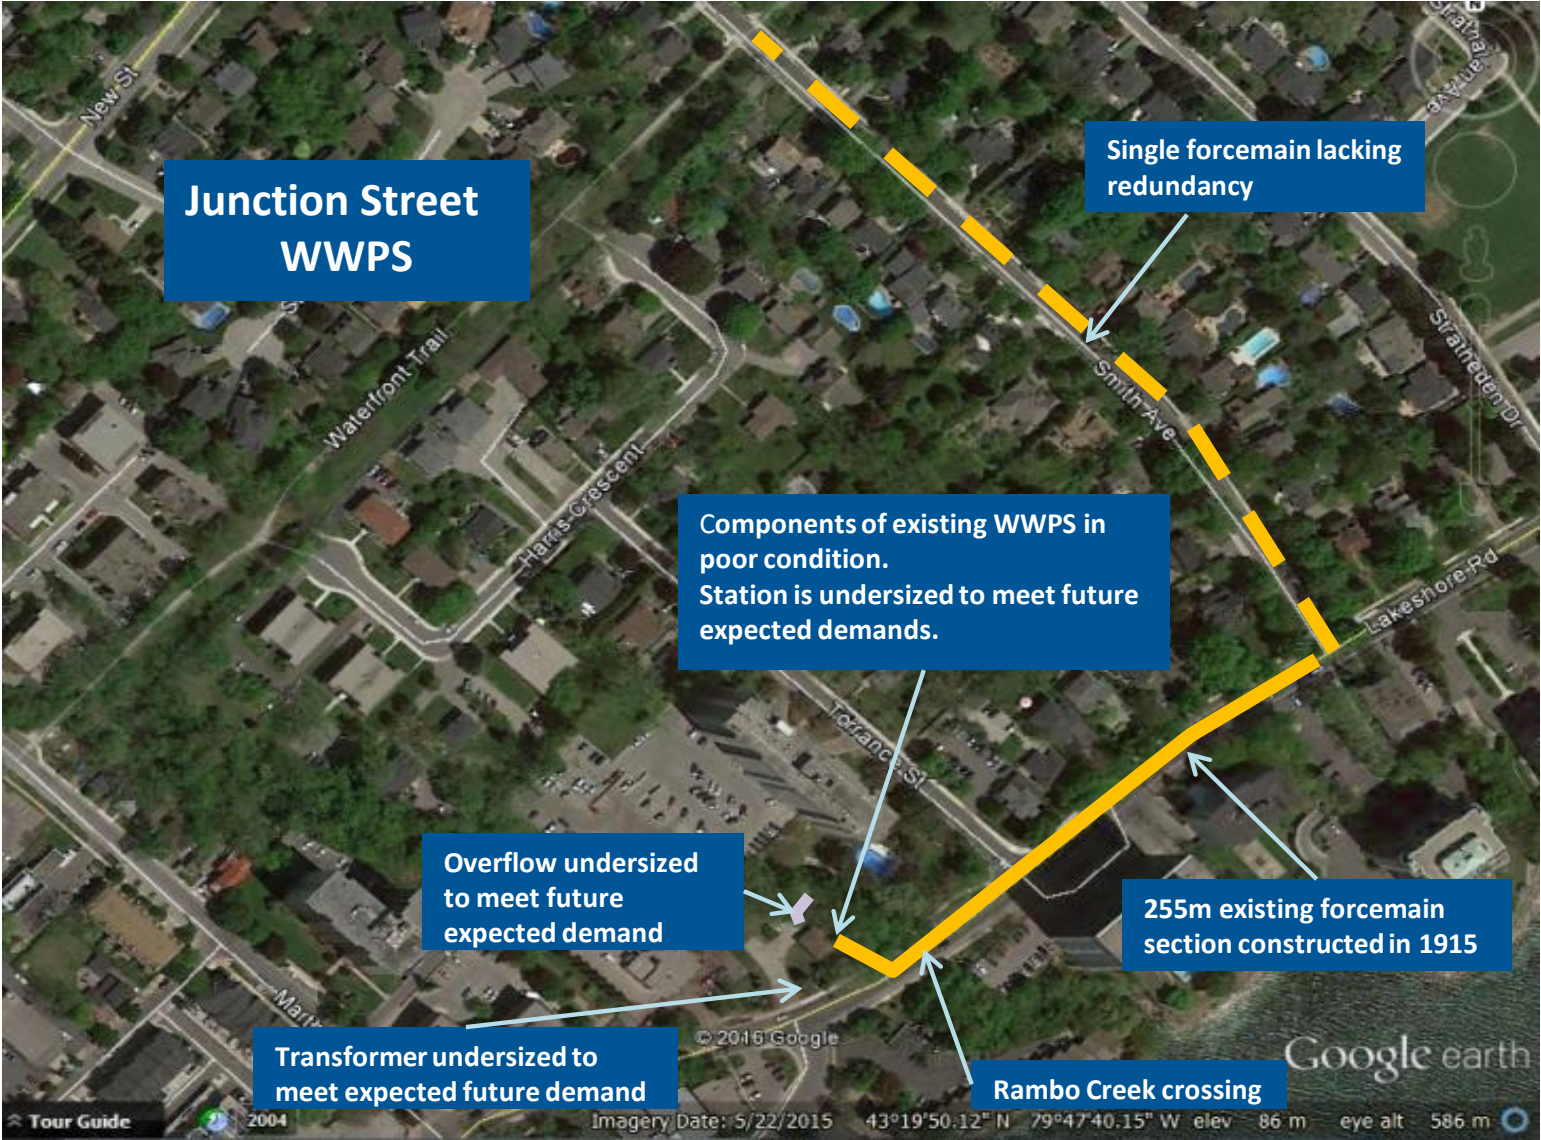 New St
Strathallan
Ave
Junction Street
WWPS
Single forcemain lacking
redundancy
Waterfront Trail
Smith Ave
Stratheden Dr
Harris Crescent
Components of existing WWPS in
poor condition.
Station is undersized to meet future
expected demands.
Lakeshore Rd
Torrance St
Overflow undersized
to meet future
expected demand
255m existing forcemain
section constructed in 1915
Transformer undersized to
meet expected future demand
© 2016 Google
Rambo Creek crossing
Google earth
Tour Guide
2004
Imagery Date: 5/22/2015 43°19'50.12" N 79°47'40.15" W elev 86 m eye alt 586 m